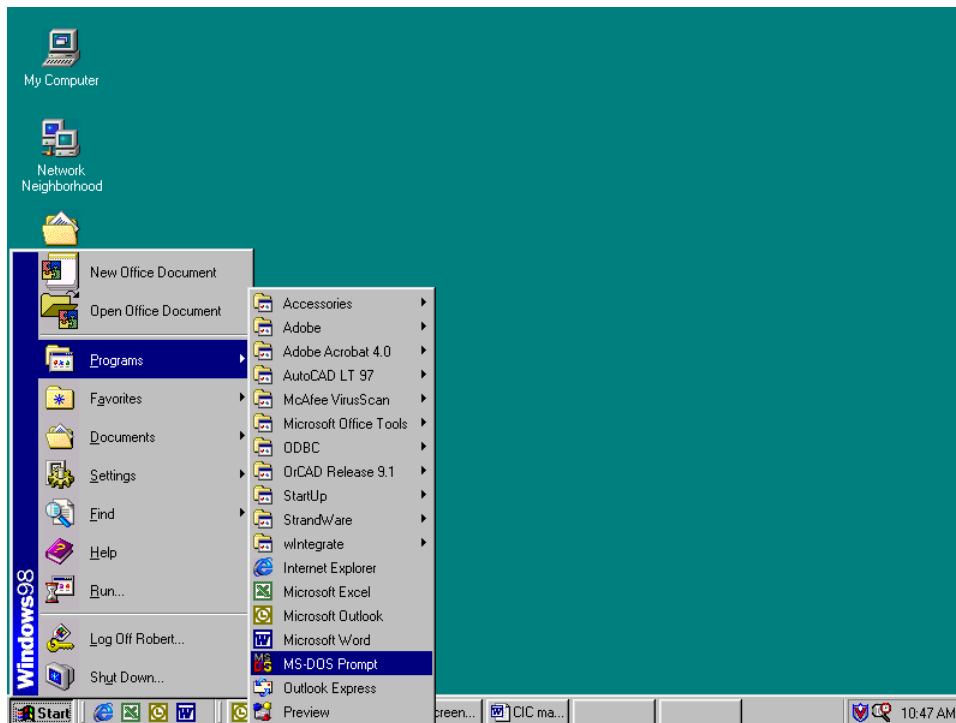 My Computer
Network
Neighborhood
Windows98
New Office Document
Open Office Document
Programs
Favorites
Documents
Settings
Find
Help
Run...
Log Off Robert...
Shut Down...
Accessories
Adobe
Adobe Acrobat 4.0
AutoCAD LT 97
McAfee VirusScan
Microsoft Office Tools
ODBC
OrCAD Release 9.1
StartUp
StrandWare
wIntegrate
Internet Explorer
Microsoft Excel
Microsoft Outlook
Microsoft Word
MS-DOS Prompt
Outlook Express
Preview
Start
creen...
CIC ma...
10:47 AM